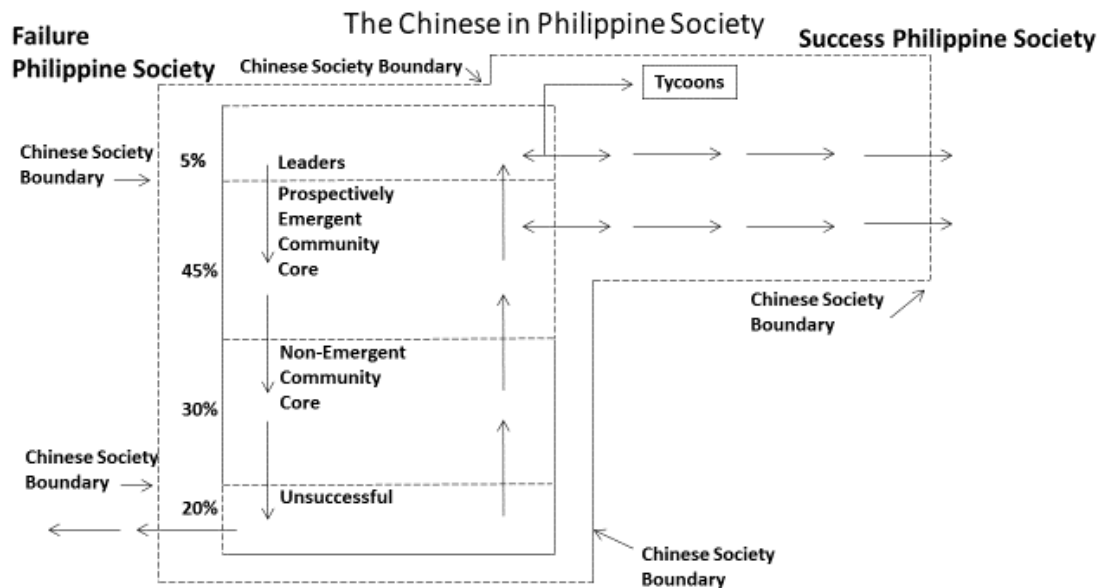 The Chinese in Philippine Society
Failure
Philippine Society
Success Philippine Society
Chinese Society Boundary
Tycoons
Chinese Society
Boundary
5%
Leaders
Prospectively
Emergent
Community
Core
45%
Chinese Society
Boundary
Non-Emergent
Community
Core
30%
Chinese Society
Boundary
Unsuccessful
20%
Chinese Society
Boundary